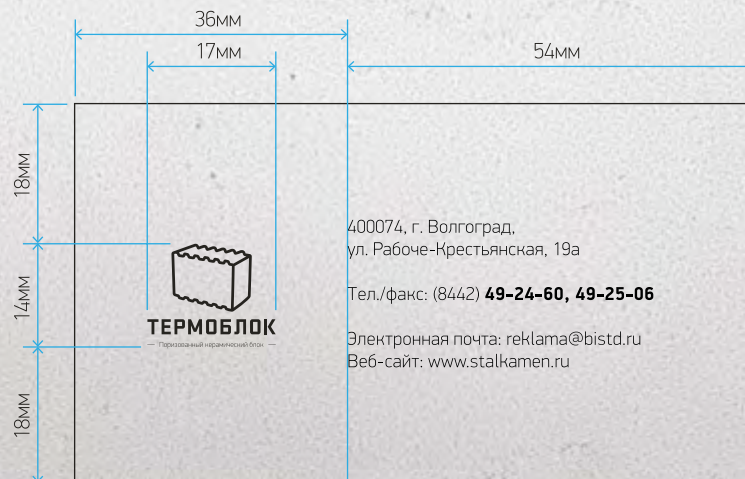 36мм
17мм
54мм
18мм
14мм
18мм
ТЕРМОБЛОК
Поризованный керамический блок
400074, г. Волгоград,
ул. Рабоче-Крестьянская, 19а
Тел./факс: (8442) 49-24-60, 49-25-06
Электронная почта: reklama@bistd.ru
Веб-сайт: www.stalkamen.ru